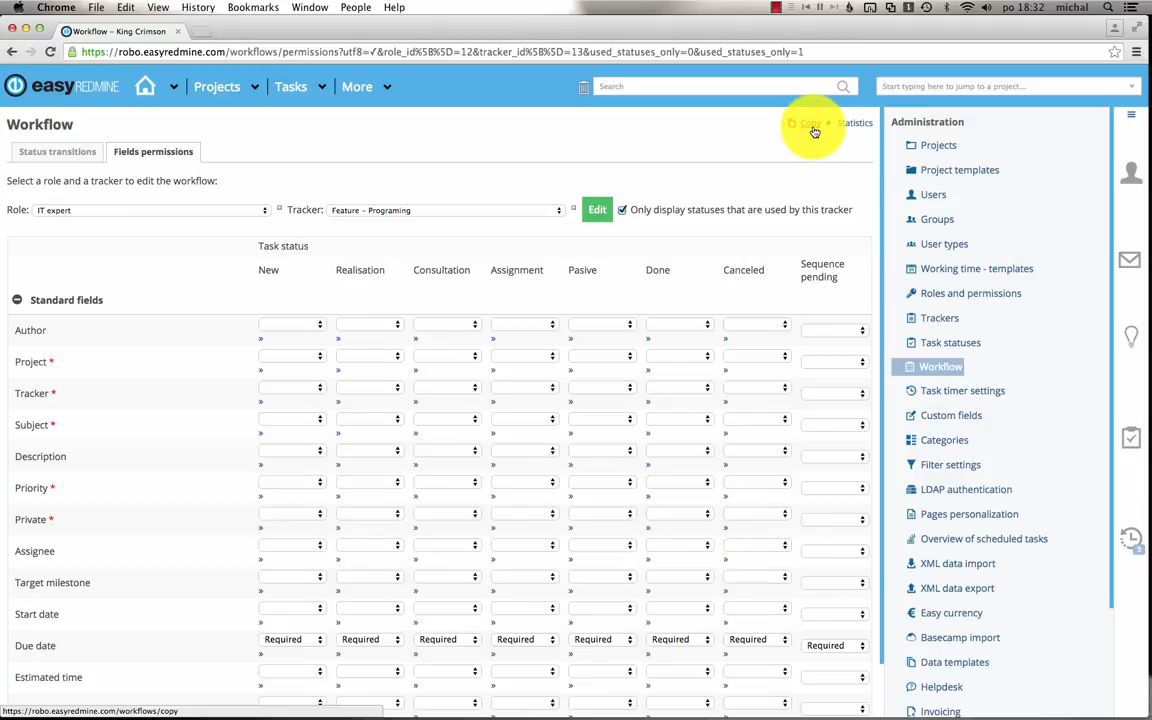 Chrome File Edit View History Bookmarks Window People Help 1 po 18:32 michal
Workflow – King Crimson
https://robo.easyredmine.com/workflows/permissions?utf8=✓&role_id%5B%5D=12&tracker_id%5B%5D=13&used_statuses_only=0&used_statuses_only=1
easyREDMINE Projects Tasks More Search Start typing here to jump to a project...
Workflow Copy Statistics
Status transitions Fields permissions
Select a role and a tracker to edit the workflow:
Role: IT expert Tracker: Feature – Programing Edit Only display statuses that are used by this tracker
Task status
New Realisation Consultation Assignment Pasive Done Canceled Sequence pending
Standard fields
Author
» » » » » » »
Project *
» » » » » » »
Tracker *
» » » » » » »
Subject *
» » » » » » »
Description
» » » » » » »
Priority *
» » » » » » »
Private *
» » » » » » »
Assignee
» » » » » » »
Target milestone
» » » » » » »
Start date
» » » » » » »
Due date Required Required Required Required Required Required Required Required
» » » » » » »
Estimated time
» » » » » » »
Administration
Projects
Project templates
Users
Groups
User types
Working time - templates
Roles and permissions
Trackers
Task statuses
Workflow
Task timer settings
Custom fields
Categories
Filter settings
LDAP authentication
Pages personalization
Overview of scheduled tasks
XML data import
XML data export
Easy currency
Basecamp import
Data templates
Helpdesk
Invoicing
3
https://robo.easyredmine.com/workflows/copy